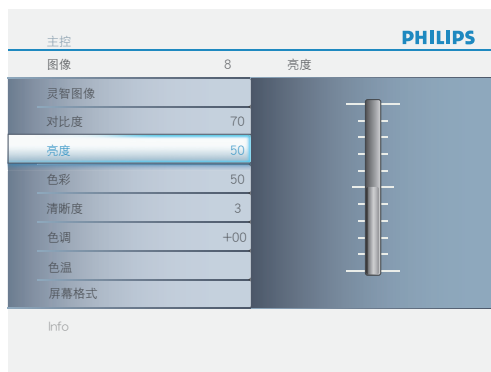 主控
PHILIPS
图像 8 亮度
灵智图像
对比度 70
亮度 50
色彩 50
清晰度 3
色调 +00
色温
屏幕格式
Info